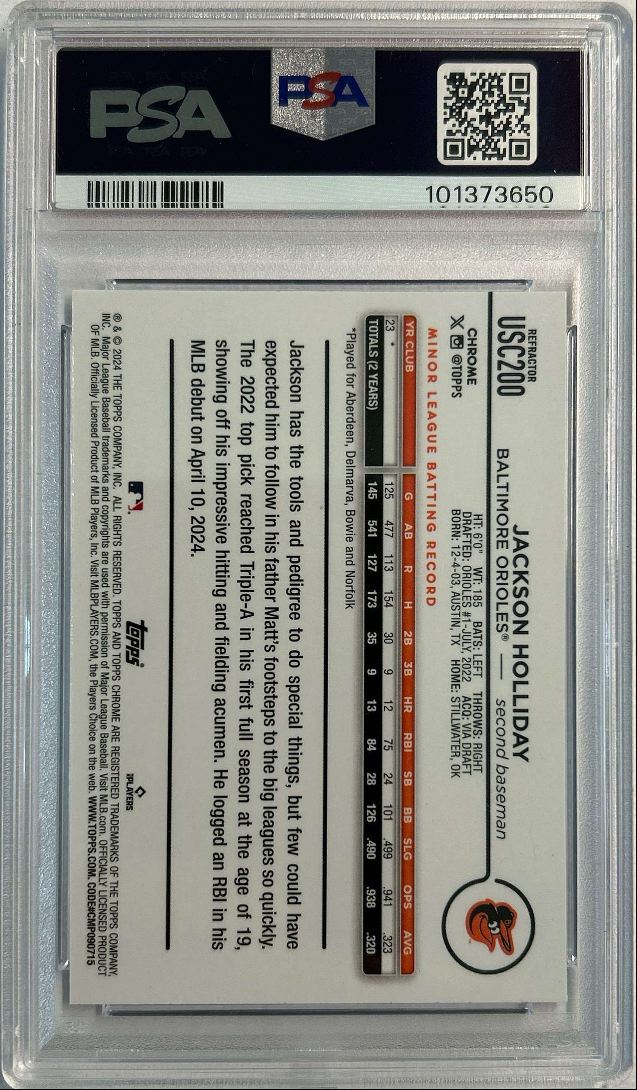 PSA
PSA
101373650
REFRACTOR
USC200
JACKSON HOLLIDAY
BALTIMORE ORIOLES® — second baseman
CHROME
@TOPPS
HT: 6'0" WT: 185 BATS: LEFT THROWS: RIGHT
DRAFTED: ORIOLES #1-JULY, 2022 ACQ: VIA DRAFT
BORN: 12-4-03, AUSTIN, TX HOME: STILLWATER, OK
MINOR LEAGUE BATTING RECORD
YR CLUB G AB R H 2B 3B HR RBI SB BB SLG OPS AVG
23 * 125 477 113 154 30 9 12 75 24 101 .499 .941 .323
TOTALS (2 YEARS) 145 541 127 173 35 9 13 84 28 126 .490 .938 .320
*Played for Aberdeen, Delmarva, Bowie and Norfolk
Jackson has the tools and pedigree to do special things, but few could have
expected him to follow in his father Matt's footsteps to the big leagues so quickly.
The 2022 top pick reached Triple-A in his first full season at the age of 19,
showing off his impressive hitting and fielding acumen. He logged an RBI in his
MLB debut on April 10, 2024.
topps
PLAYERS
® & © 2024 THE TOPPS COMPANY, INC. ALL RIGHTS RESERVED. TOPPS AND TOPPS CHROME ARE REGISTERED TRADEMARKS OF THE TOPPS COMPANY,
INC. Major League Baseball trademarks and copyrights are used with permission of Major League Baseball. Visit MLB.com. OFFICIALLY LICENSED PRODUCT
OF MLB. Officially Licensed Product of MLB Players, Inc. Visit MLBPLAYERS.COM, the Players Choice on the web. WWW.TOPPS.COM. CODE#CMP090715